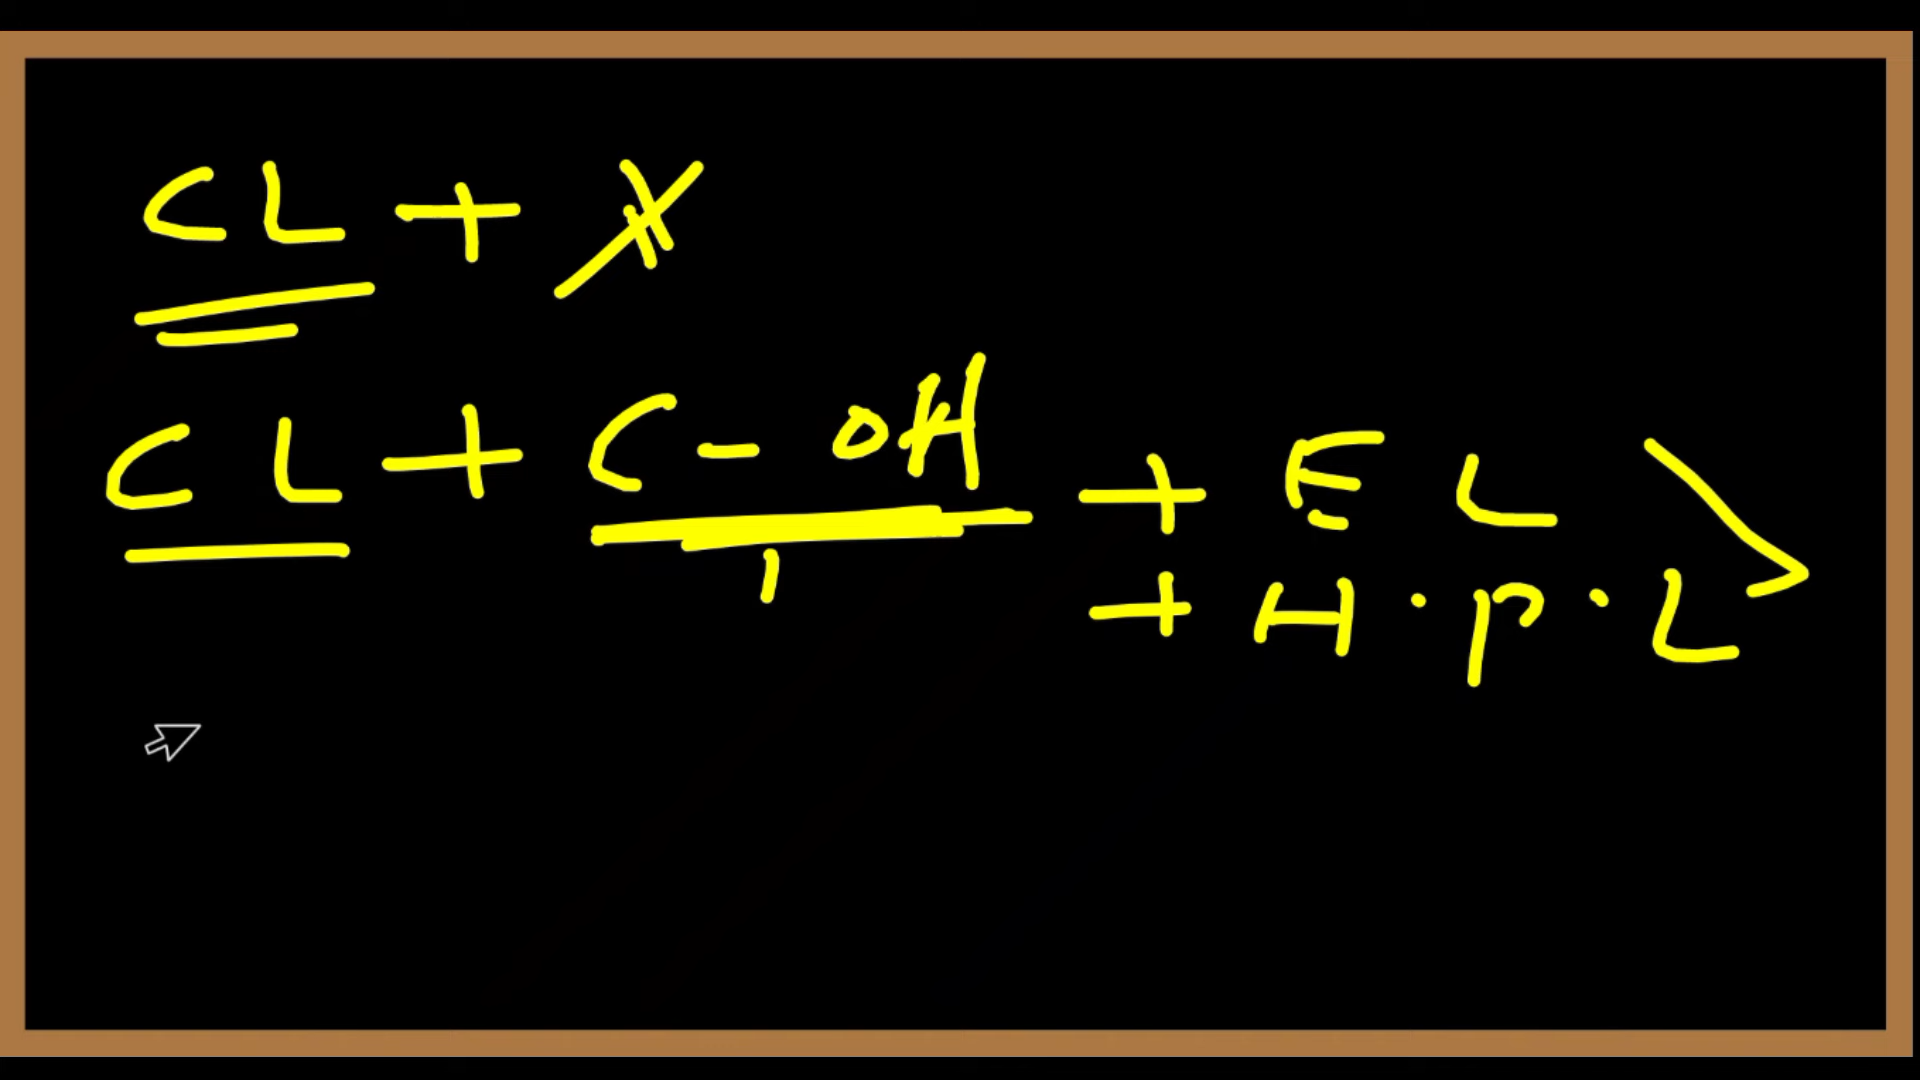 CL + X
CL + C - OH + EL
+ H.P.L